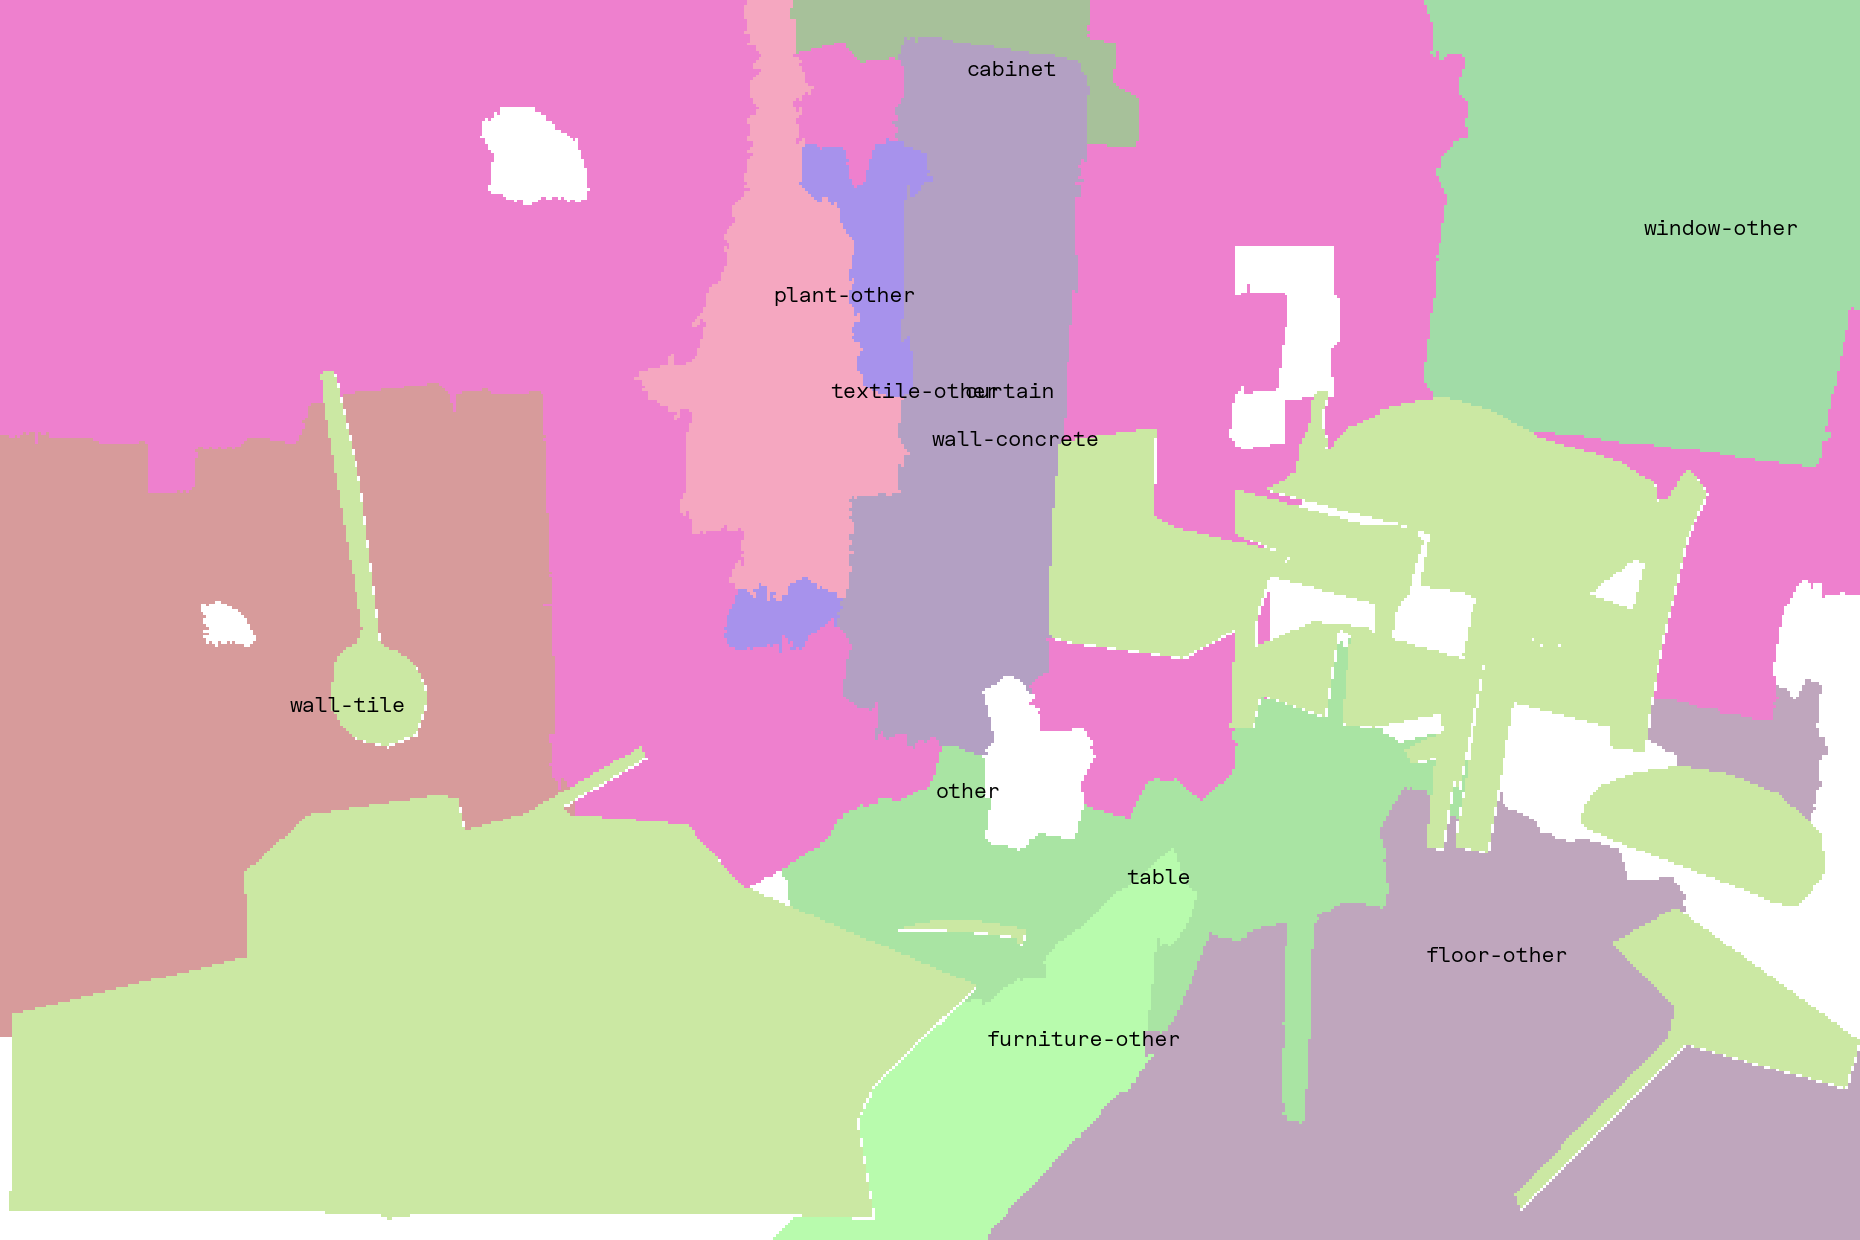 cabinet
window-other
plant-other
textile-other
curtain
wall-concrete
wall-tile
other
table
floor-other
furniture-other